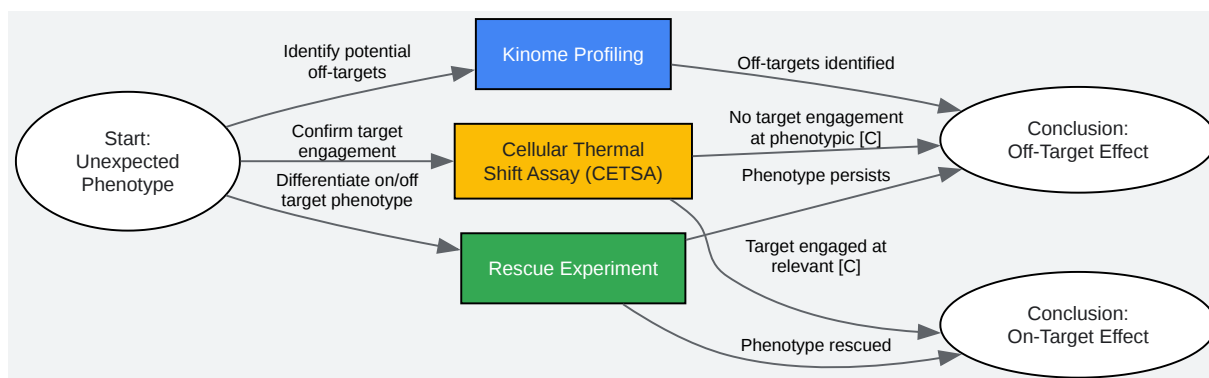 Start:
Unexpected
Phenotype
Identify potential
off-targets
Confirm target
engagement
Differentiate on/off
target phenotype
Kinome Profiling
Cellular Thermal
Shift Assay (CETSA)
Rescue Experiment
Off-targets identified
No target engagement
at phenotypic [C]
Phenotype persists
Target engaged at
relevant [C]
Phenotype rescued
Conclusion:
Off-Target Effect
Conclusion:
On-Target Effect